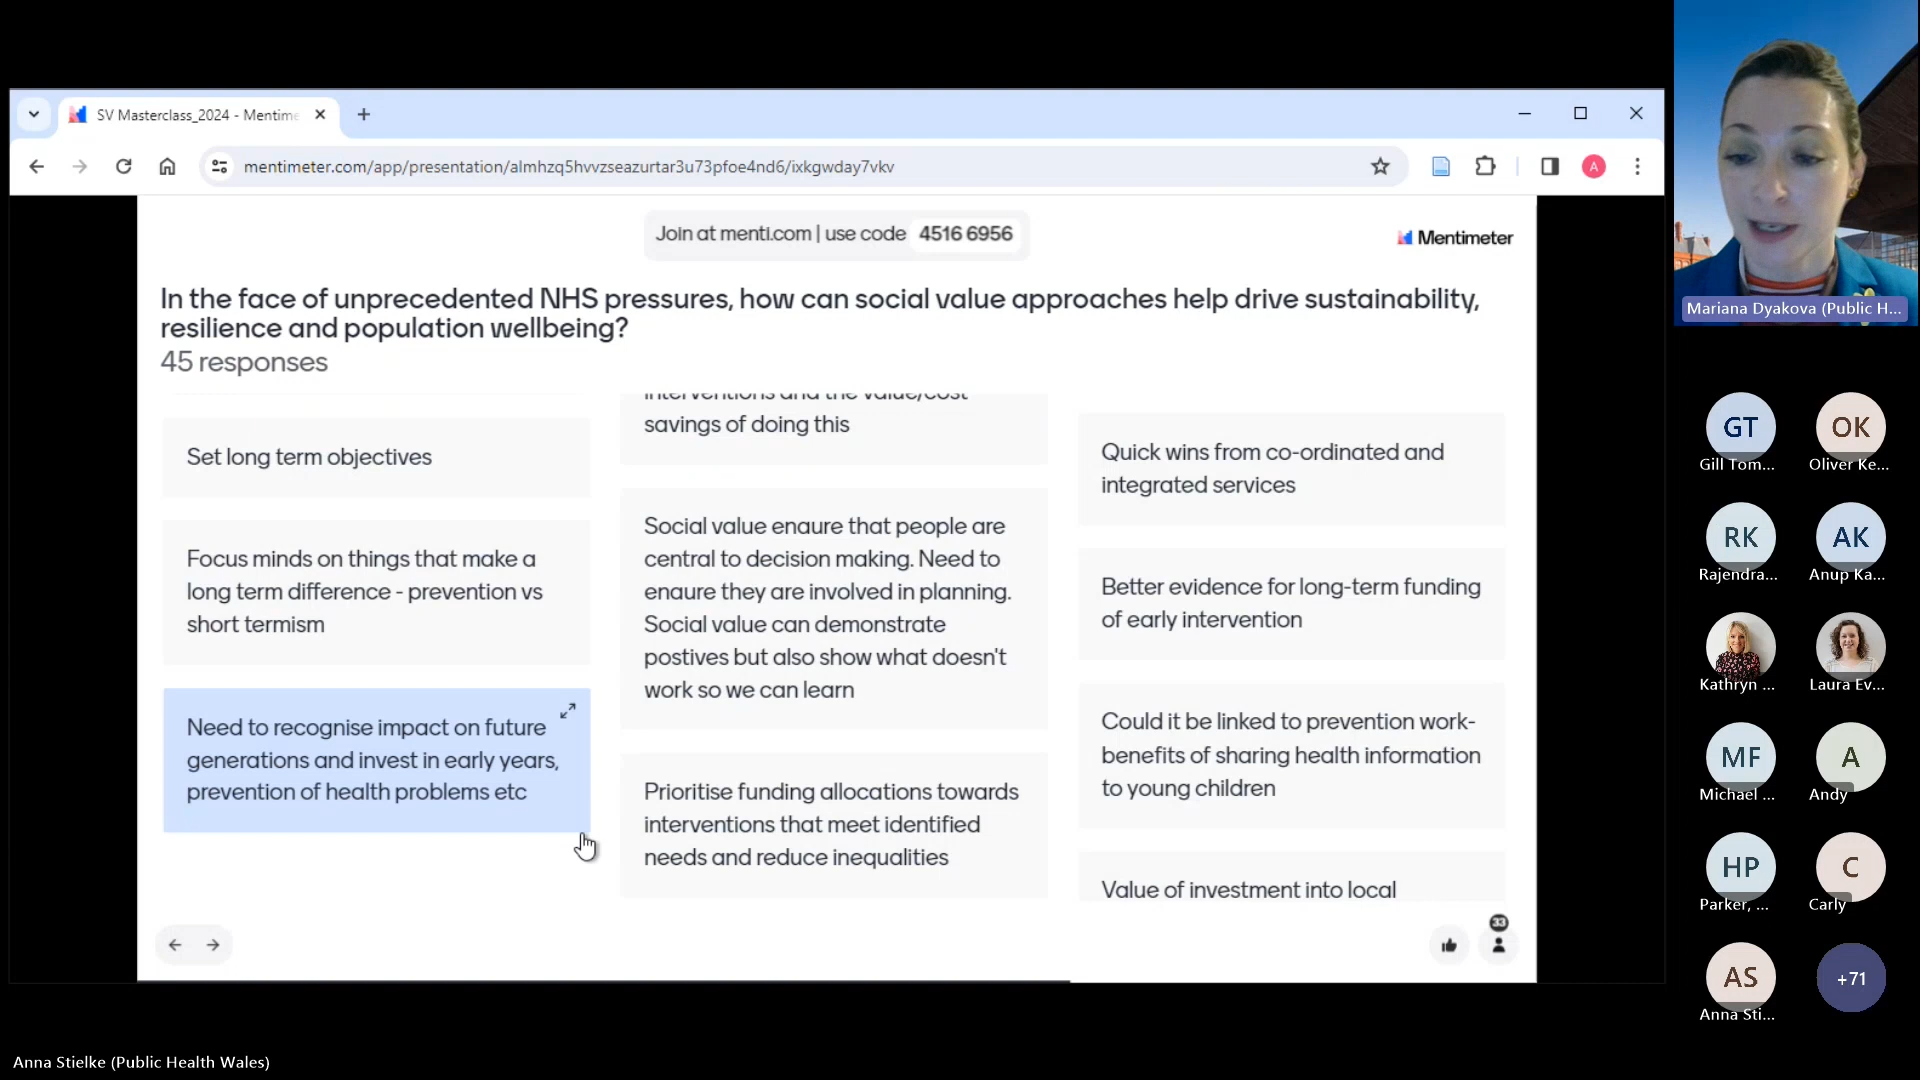 SV Masterclass_2024 - Mentime
mentimeter.com/app/presentation/almhzq5hvvzseazurtar3u73pfoe4nd6/ixkgwday7vkv
A
Join at menti.com | use code 4516 6956
Mentimeter
In the face of unprecedented NHS pressures, how can social value approaches help drive sustainability,
resilience and population wellbeing?
45 responses
Set long term objectives
Focus minds on things that make a
long term difference - prevention vs
short termism
Need to recognise impact on future
generations and invest in early years,
prevention of health problems etc
interventions and the value/cost
savings of doing this
Social value enaure that people are
central to decision making. Need to
enaure they are involved in planning.
Social value can demonstrate
postives but also show what doesn't
work so we can learn
Prioritise funding allocations towards
interventions that meet identified
needs and reduce inequalities
Quick wins from co-ordinated and
integrated services
Better evidence for long-term funding
of early intervention
Could it be linked to prevention work-
benefits of sharing health information
to young children
Value of investment into local
33
Mariana Dyakova (Public H...
GT
Gill Tom...
OK
Oliver Ke...
RK
Rajendra...
AK
Anup Ka...
Kathryn ...
Laura Ev...
MF
Michael ...
A
Andy
HP
Parker, ...
C
Carly
AS
Anna Sti...
+71
Anna Stielke (Public Health Wales)